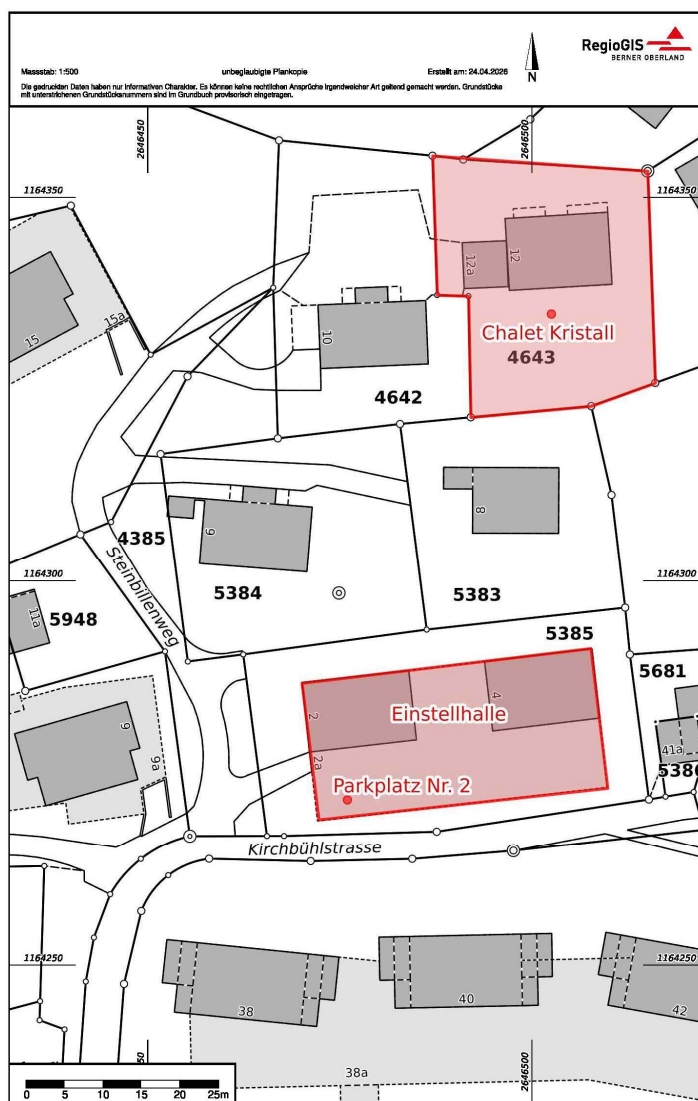 RegioGIS
BERNER OBERLAND
Massstab: 1:500 unbeglaubigte Plankopie Erstellt am: 24.04.2026
N
Die gedruckten Daten haben nur informativen Charakter. Es können keine rechtlichen Ansprüche irgendwelcher Art geltend gemacht werden. Grundstücke
mit unterstrichenen Grundstücksnummern sind im Grundbuch provisorisch eingetragen.
2646450
2646500
1164350
1164350
12
12a
15a
15
10
Chalet Kristall
4643
4642
8
9
4385
Steinbillenweg
1164300
1164300
11a
5948
5384
5383
5385
5681
2
4
Einstellhalle
9
9a
2a
41a
Parkplatz Nr. 2
Kirchbühlstrasse
1164250
1164250
38
40
42
38a
2646500
0 5 10 15 20 25m